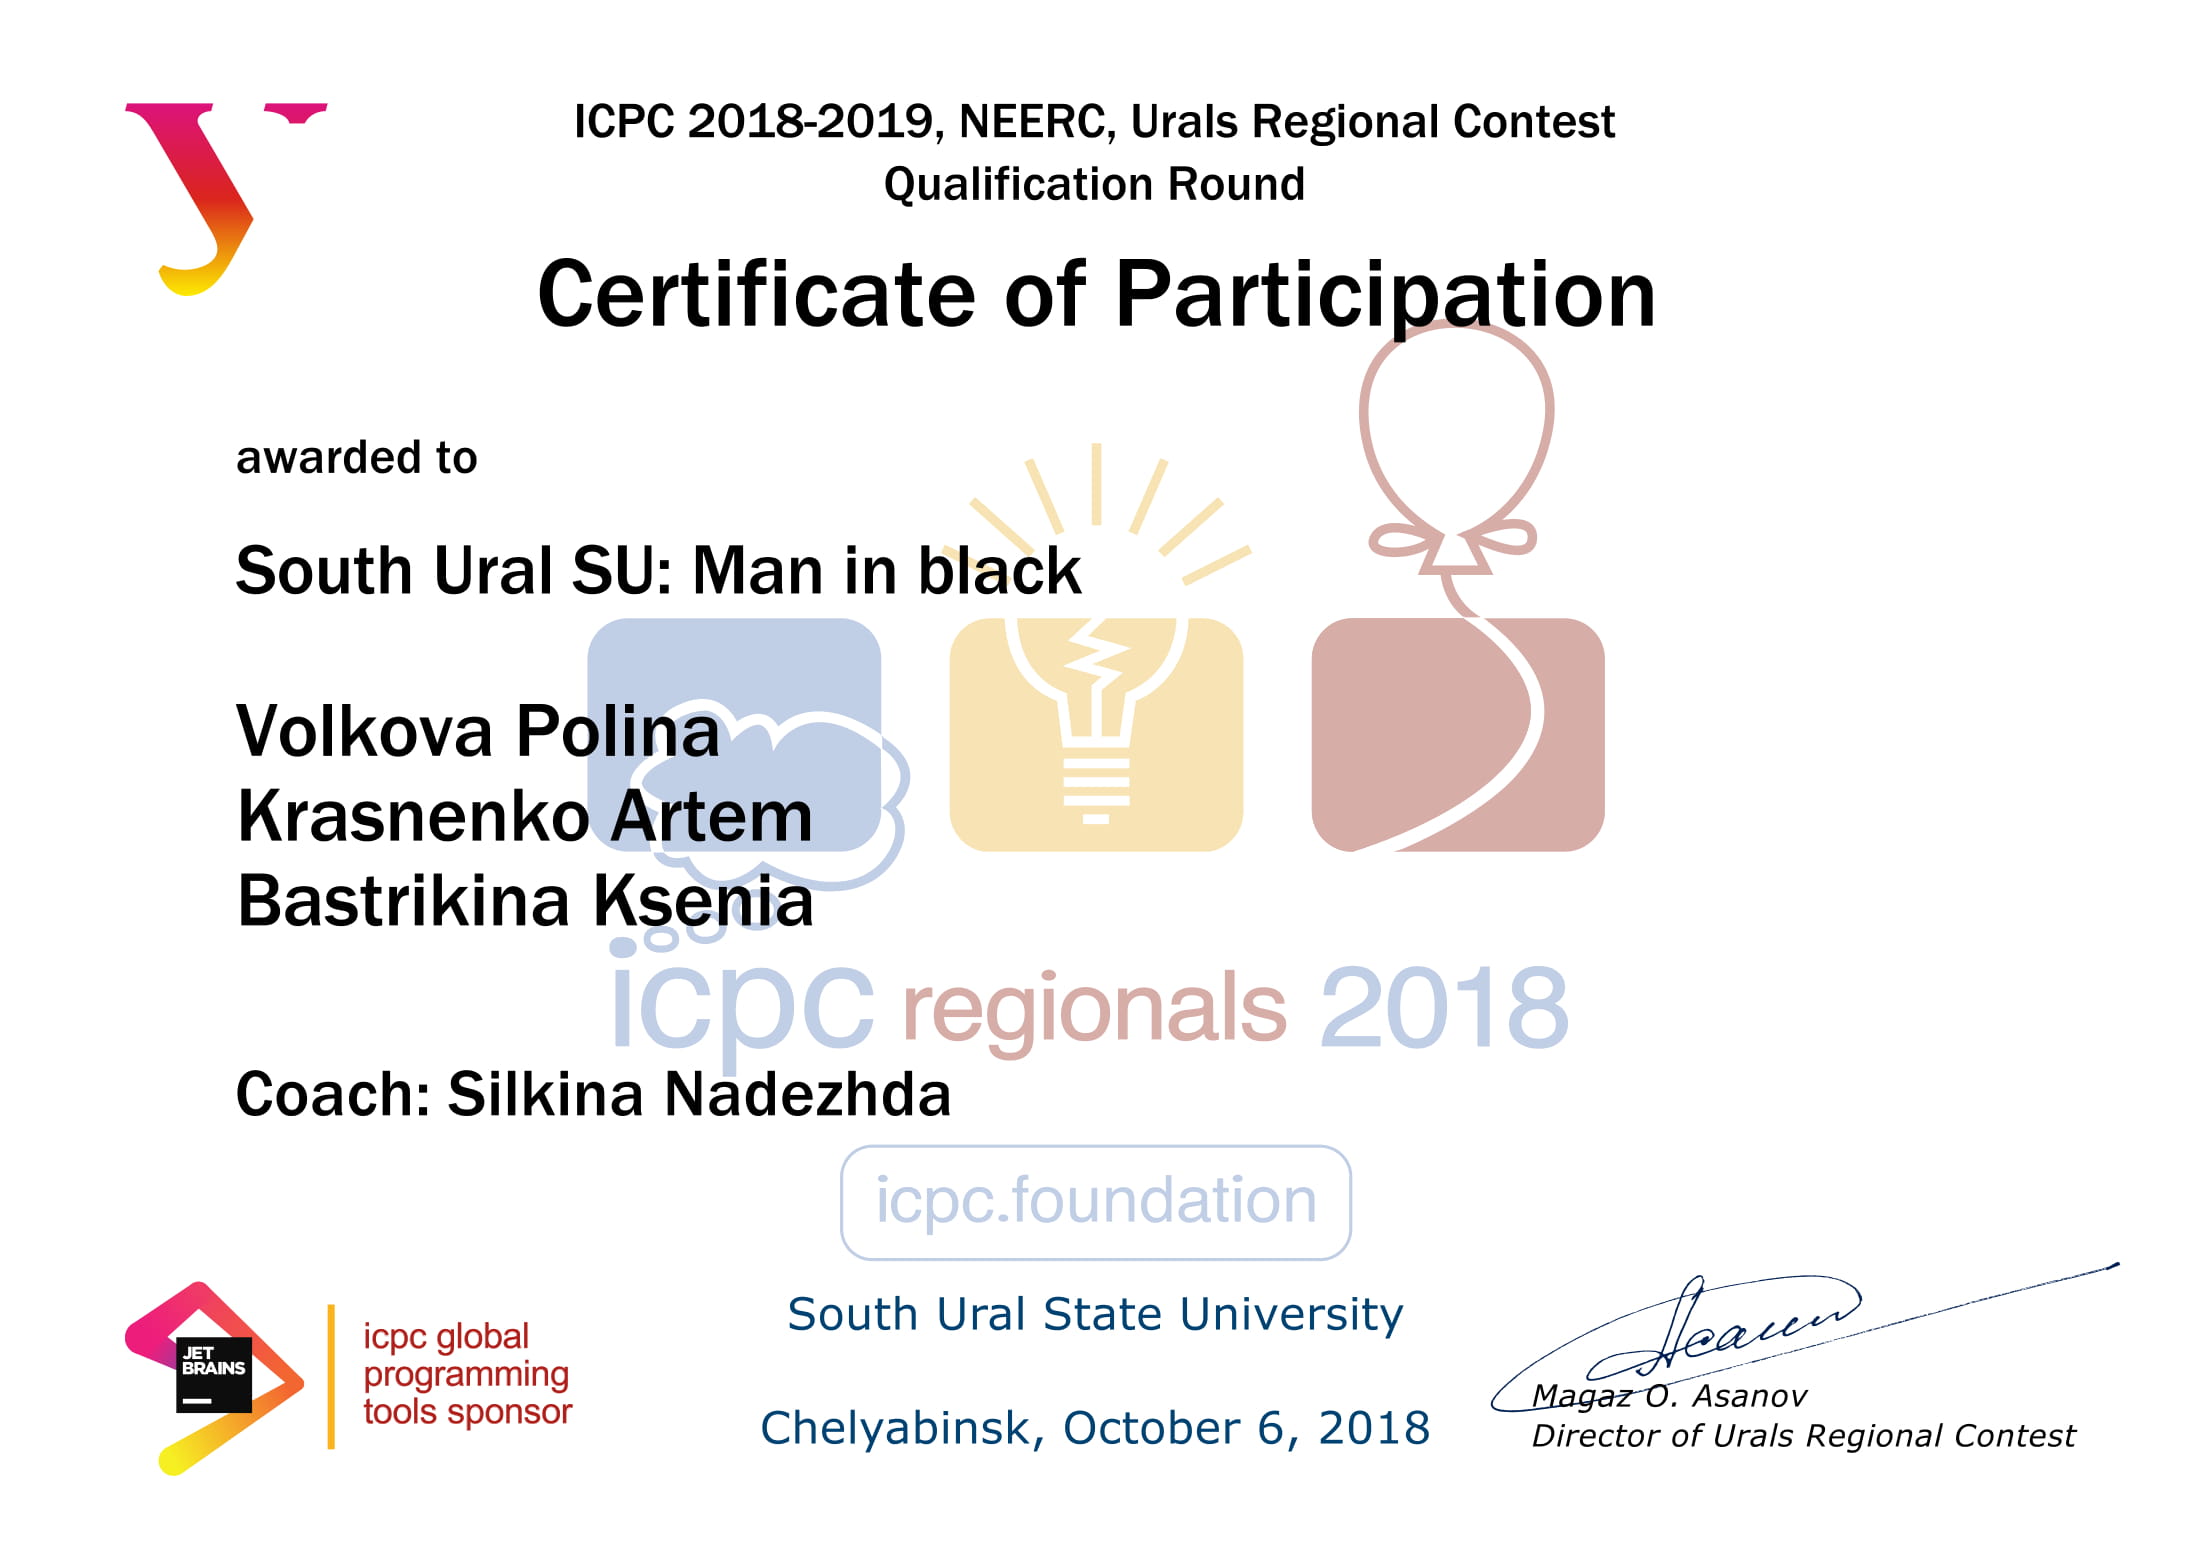 ICPC 2018-2019, NEERC, Urals Regional Contest
Qualification Round
Certificate of Participation
awarded to
South Ural SU: Man in black
Volkova Polina
Krasnenko Artem
Bastrikina Ksenia
icpc regionals 2018
Coach: Silkina Nadezhda
icpc.foundation
South Ural State University
Chelyabinsk, October 6, 2018
JET
BRAINS
icpc global
programming
tools sponsor
Magaz O. Asanov
Director of Urals Regional Contest